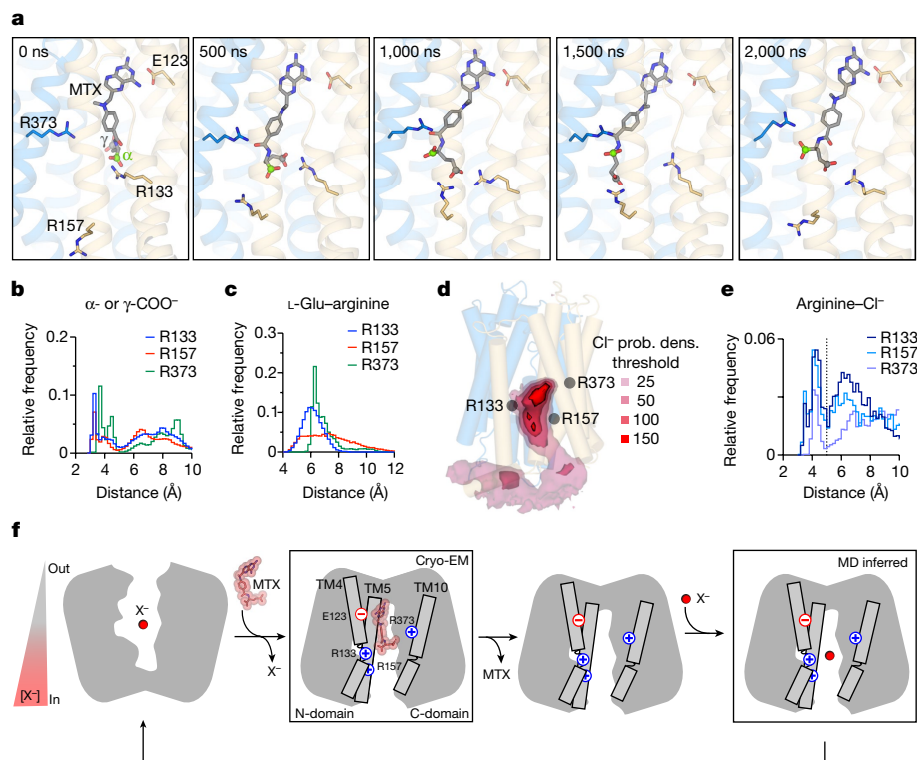 a
0 ns
500 ns
1,000 ns
1,500 ns
2,000 ns
E123
MTX
R373
γ
α
R133
R157
b
α- or γ-COO⁻
0.2
0.1
0
Relative frequency
R133
R157
R373
2
4
6
8
10
Distance (Å)
c
L-Glu–arginine
0.3
0.2
0.1
0
Relative frequency
R133
R157
R373
4
6
8
10
12
Distance (Å)
d
Cl⁻ prob. dens.
threshold
25
50
100
150
R373
R133
R157
e
Arginine–Cl⁻
0.06
0
Relative frequency
R133
R157
R373
2
4
6
8
10
Distance (Å)
f
Out
[X⁻]
In
X⁻
MTX
X⁻
Cryo-EM
TM4
TM5
TM10
E123
R373
R133
R157
N-domain
C-domain
MTX
X⁻
MD inferred